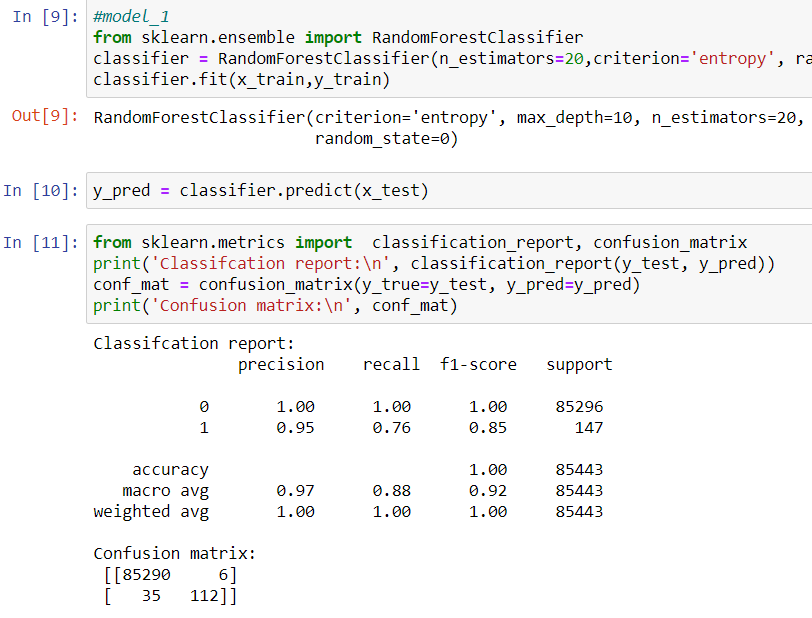 In [9]: #model_1
from sklearn.ensemble import RandomForestClassifier
classifier = RandomForestClassifier(n_estimators=20,criterion='entropy', ra
classifier.fit(x_train,y_train)
Out[9]: RandomForestClassifier(criterion='entropy', max_depth=10, n_estimators=20,
random_state=0)
In [10]: y_pred = classifier.predict(x_test)
In [11]: from sklearn.metrics import  classification_report, confusion_matrix
print('Classifcation report:\n', classification_report(y_test, y_pred))
conf_mat = confusion_matrix(y_true=y_test, y_pred=y_pred)
print('Confusion matrix:\n', conf_mat)
Classifcation report:
precision    recall  f1-score   support
0       1.00      1.00      1.00     85296
1       0.95      0.76      0.85       147
accuracy                           1.00     85443
macro avg       0.97      0.88      0.92     85443
weighted avg       1.00      1.00      1.00     85443
Confusion matrix:
[[85290     6]
[   35   112]]